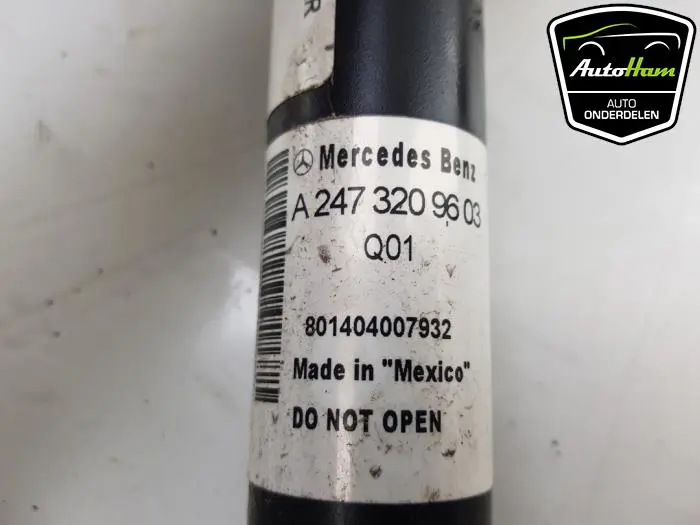 R
AutoHam
AUTO
ONDERDELEN
Mercedes Benz
A 247 320 96 03
Q01
801404007932
Made in "Mexico"
DO NOT OPEN